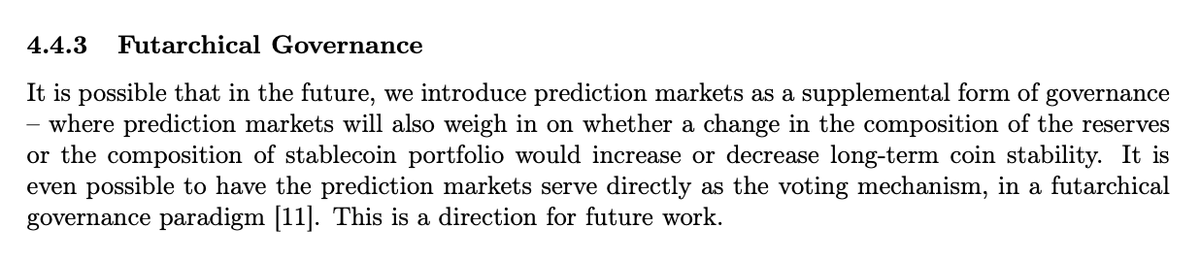 4.4.3 Futarchical Governance
It is possible that in the future, we introduce prediction markets as a supplemental form of governance
– where prediction markets will also weigh in on whether a change in the composition of the reserves
or the composition of stablecoin portfolio would increase or decrease long-term coin stability. It is
even possible to have the prediction markets serve directly as the voting mechanism, in a futarchical
governance paradigm [11]. This is a direction for future work.